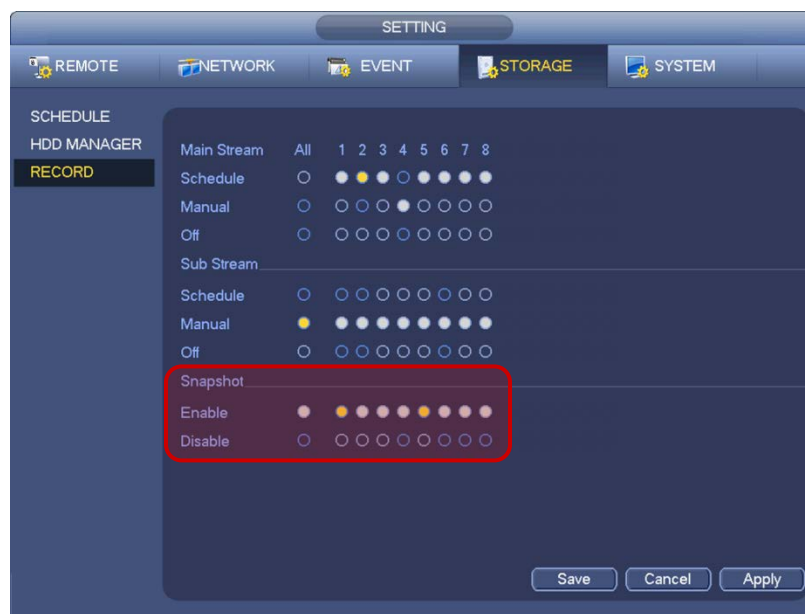 SETTING
REMOTE NETWORK EVENT STORAGE SYSTEM
SCHEDULE
HDD MANAGER
RECORD
Main Stream All 1 2 3 4 5 6 7 8
Schedule
Manual
Off
Sub Stream
Schedule
Manual
Off
Snapshot
Enable
Disable
Save Cancel Apply